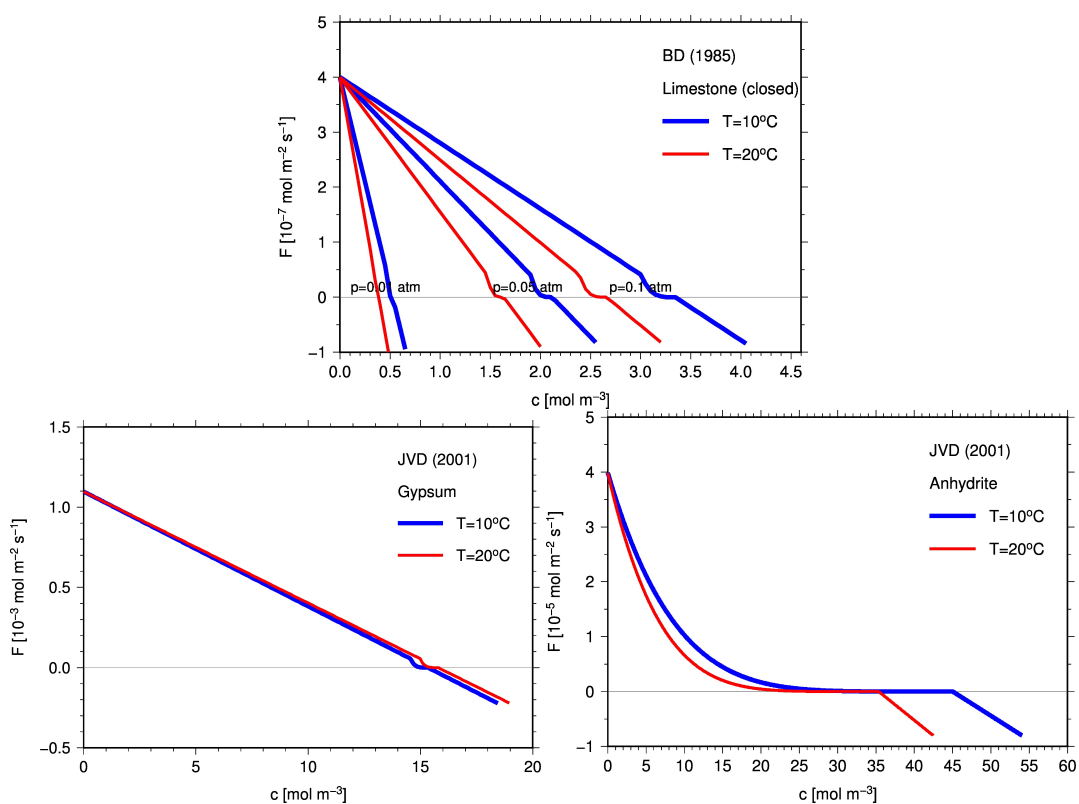 5
4
3
2
1
0
−1
F [10⁻⁷ mol m⁻² s⁻¹]
BD (1985)
Limestone (closed)
T=10ºC
T=20ºC
p=0.01 atm
p=0.05 atm
p=0.1 atm
0.0 0.5 1.0 1.5 2.0 2.5 3.0 3.5 4.0 4.5
c [mol m⁻³]
1.5
1.0
0.5
0.0
−0.5
F [10⁻³ mol m⁻² s⁻¹]
JVD (2001)
Gypsum
T=10ºC
T=20ºC
0 5 10 15 20
c [mol m⁻³]
5
4
3
2
1
0
−1
F [10⁻⁵ mol m⁻² s⁻¹]
JVD (2001)
Anhydrite
T=10ºC
T=20ºC
0 5 10 15 20 25 30 35 40 45 50 55 60
c [mol m⁻³]